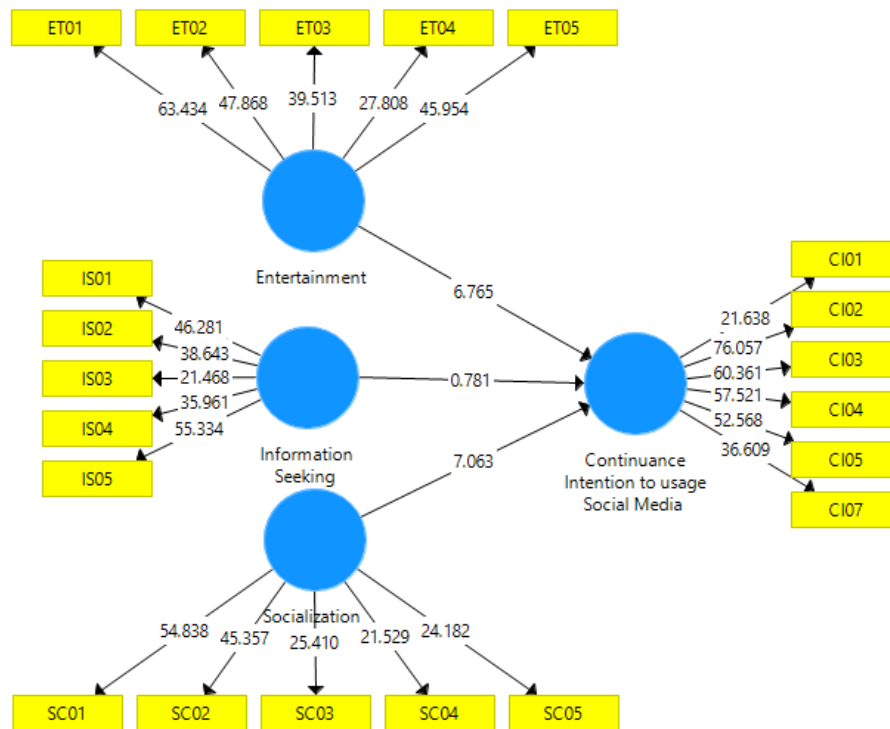 ET01
ET02
ET03
ET04
ET05
63.434
47.868
39.513
27.808
45.954
Entertainment
6.765
IS01
IS02
IS03
IS04
IS05
46.281
38.643
21.468
35.961
55.334
Information
Seeking
0.781
7.063
CI01
CI02
CI03
CI04
CI05
CI07
21.638
76.057
60.361
57.521
52.568
36.609
Continuance
Intention to usage
Social Media
Socialization
54.838
45.357
25.410
21.529
24.182
SC01
SC02
SC03
SC04
SC05